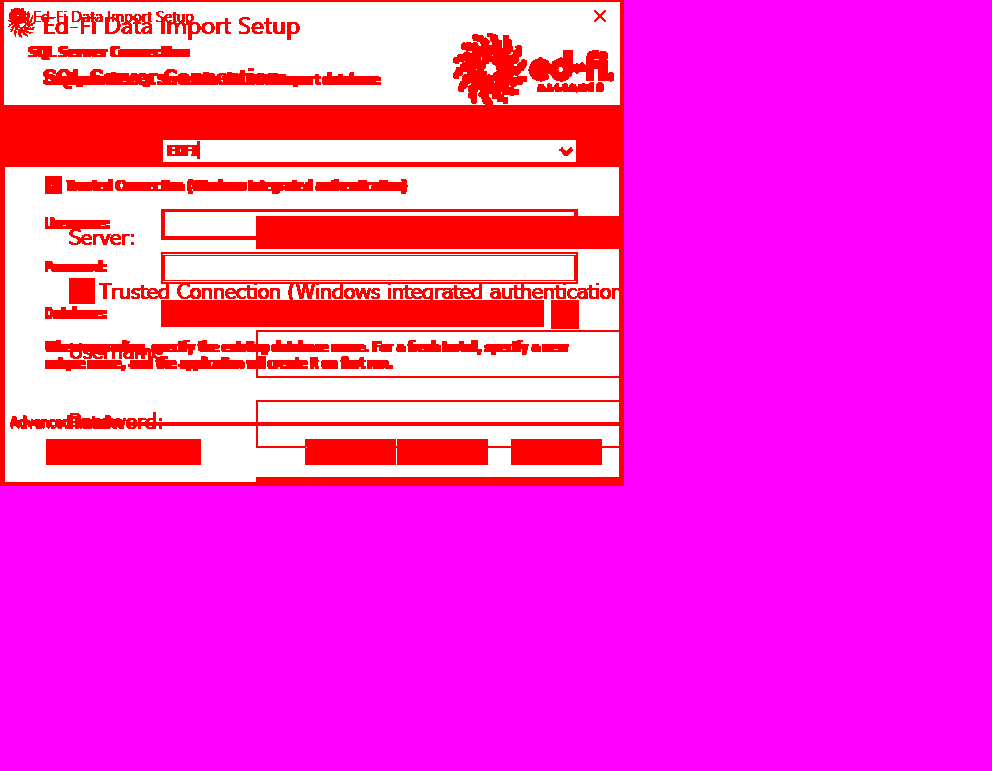 Ed-Fi Data Import Setup
Ed-Fi Data Import Setup
SQL Server Connection
SQL Server Connection
import database
ed-fi
ALLIANCE
EDFI
Trusted Connection (Windows integrated authentication)
Username:
Server:
Password:
Trusted Connection (Windows integrated authentication
Database:
Username
When upgrading, specify the existing database name. For a fresh install, specify a new
unique name, and the application will create it on first run.
Advanced
Password: